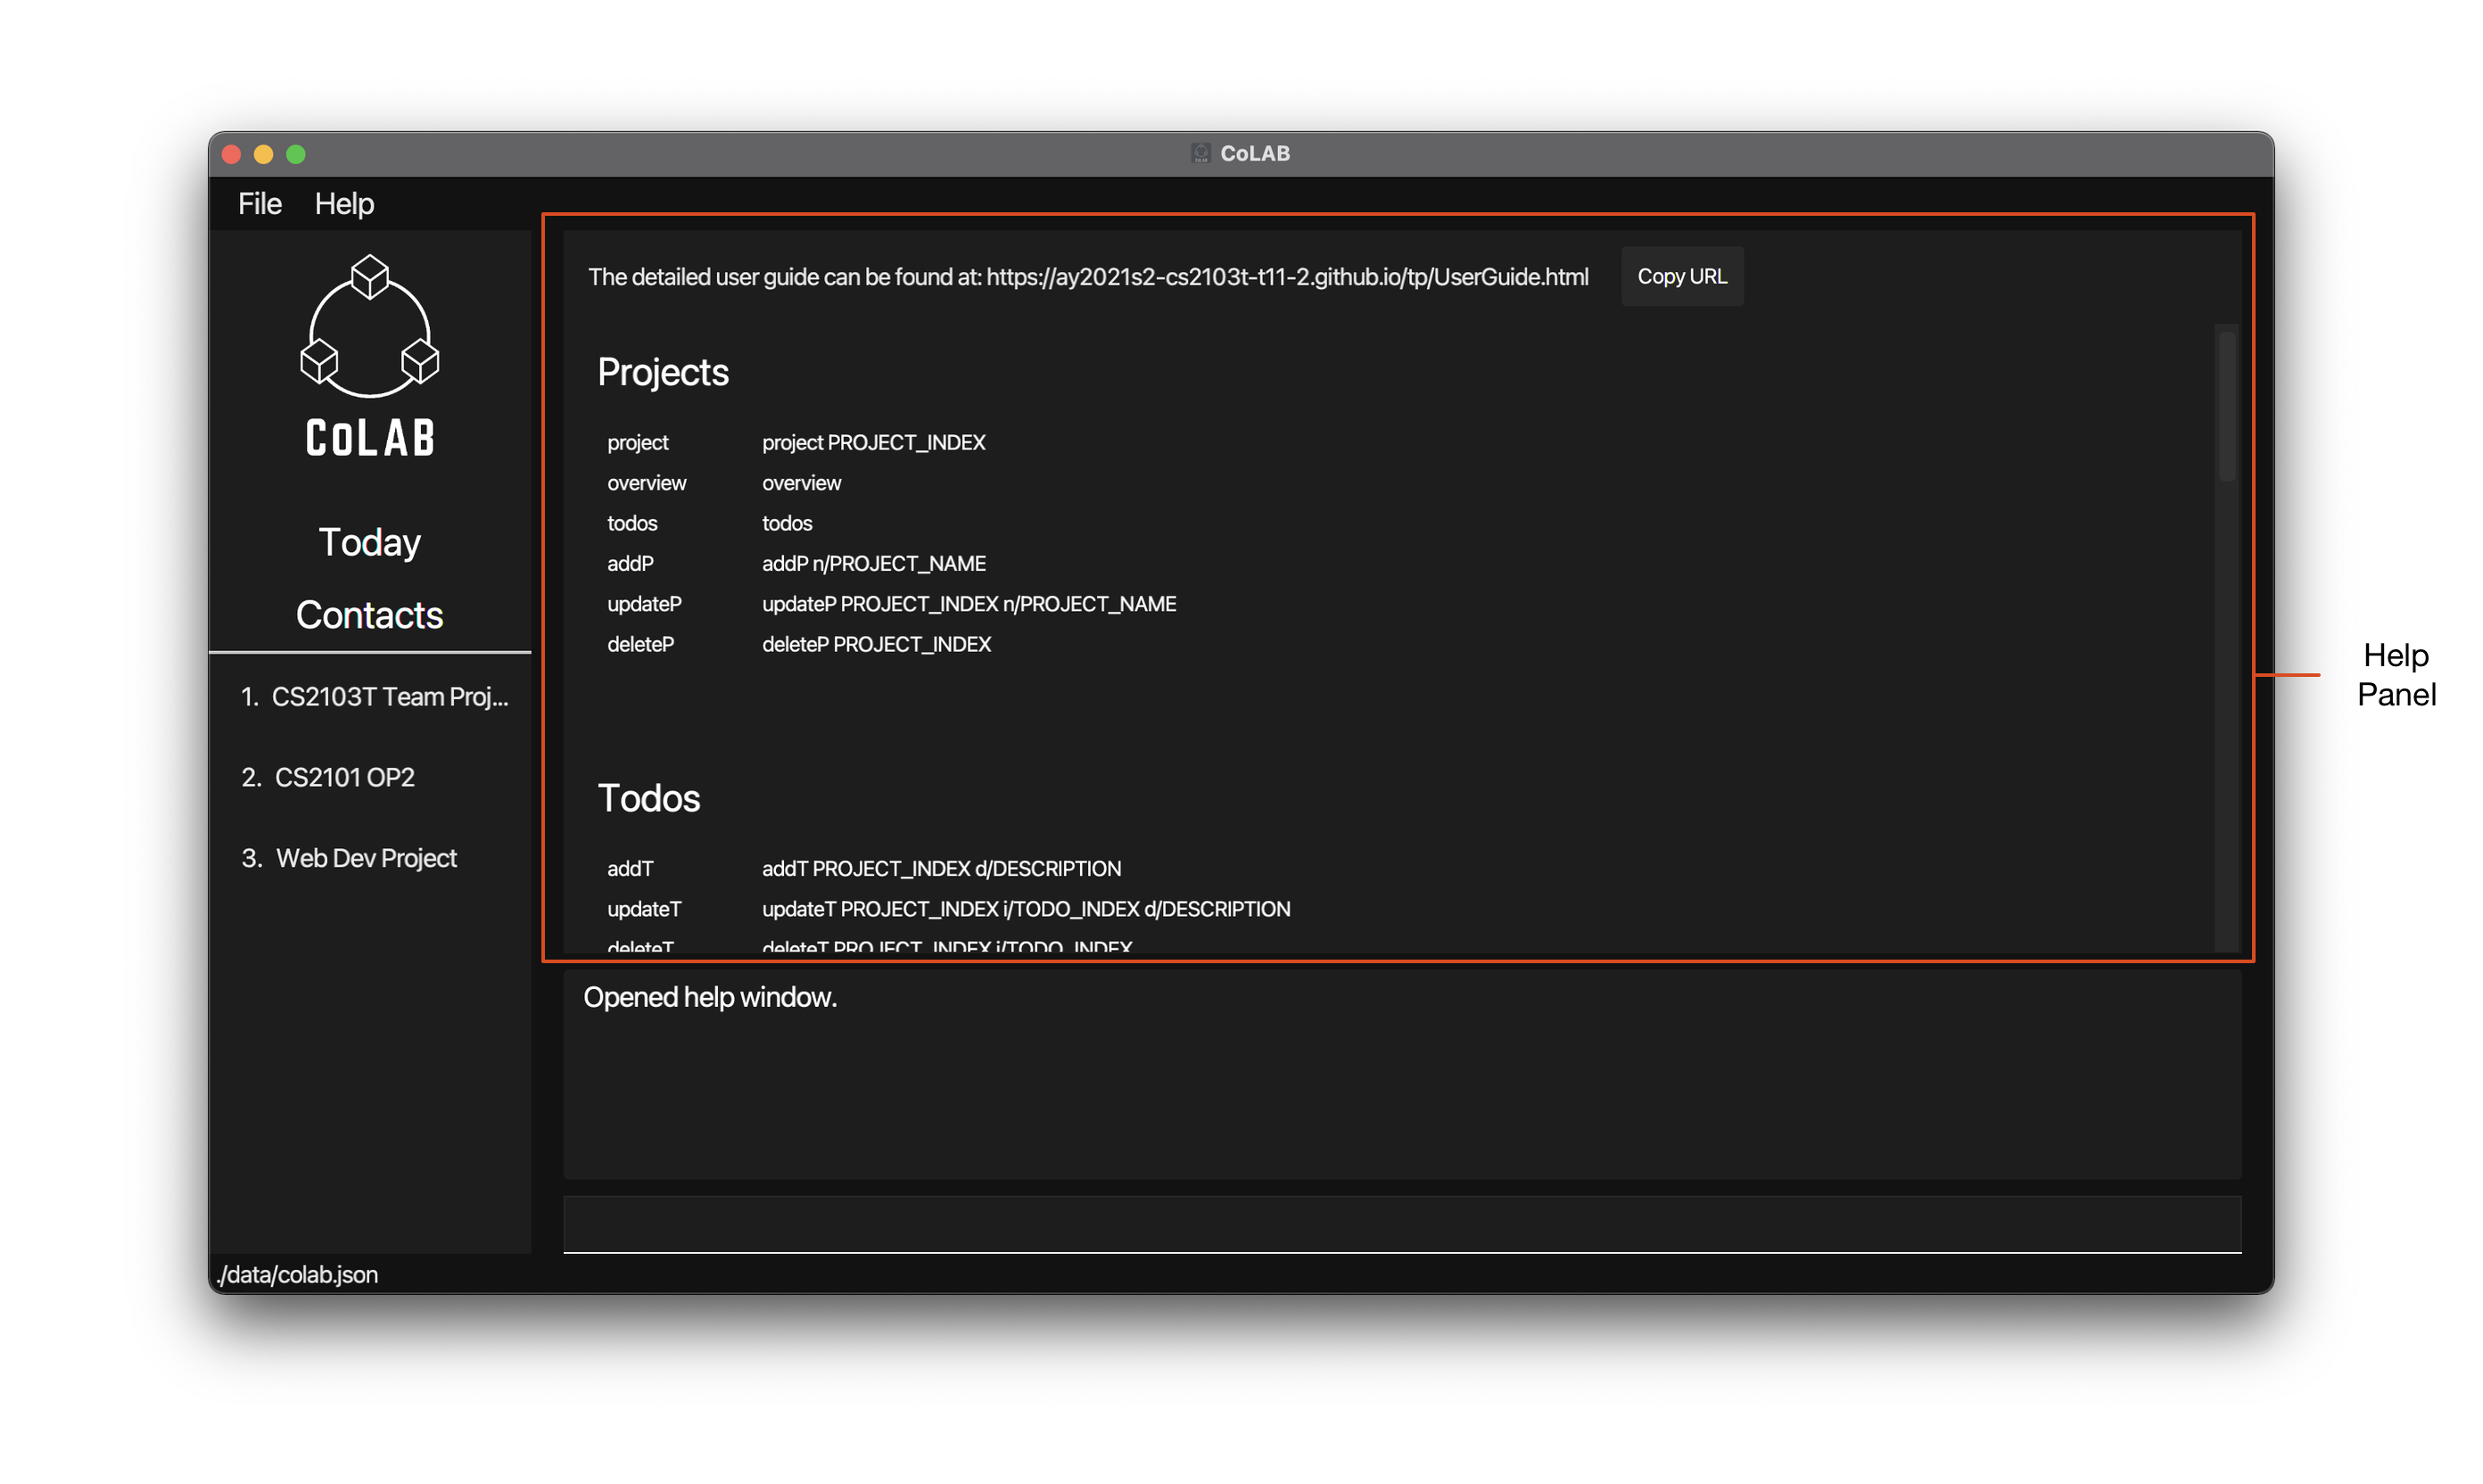 CoLAB
File Help
CoLAB
Today
Contacts
1. CS2103T Team Proj...
2. CS2101 OP2
3. Web Dev Project
The detailed user guide can be found at: https://ay2021s2-cs2103t-t11-2.github.io/tp/UserGuide.html Copy URL
Projects
project project PROJECT_INDEX
overview overview
todos todos
addP addP n/PROJECT_NAME
updateP updateP PROJECT_INDEX n/PROJECT_NAME
deleteP deleteP PROJECT_INDEX
Todos
addT addT PROJECT_INDEX d/DESCRIPTION
updateT updateT PROJECT_INDEX i/TODO_INDEX d/DESCRIPTION
deleteT deleteT PROJECT_INDEX i/TODO_INDEX
Opened help window.
./data/colab.json
Help
Panel